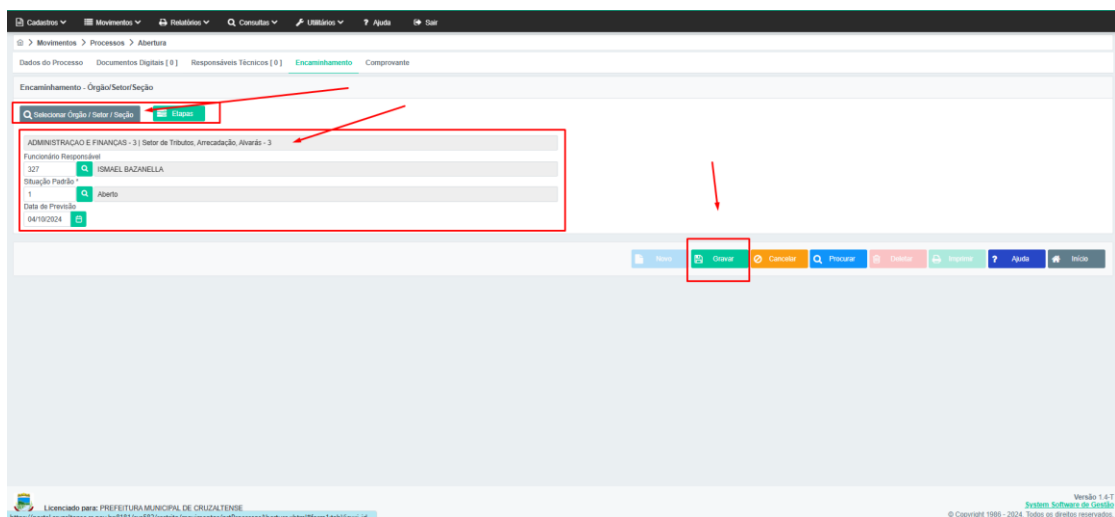 Cadastros Movimentos Relatórios Consultas Utilitários ? Ajuda Sair
> Movimentos > Processos > Abertura
Dados do Processo Documentos Digitais [ 0 ] Responsáveis Técnicos [ 0 ] Encaminhamento Comprovante
Encaminhamento - Órgão/Setor/Seção
Selecionar Órgão / Setor / Seção Etapas
ADMINISTRAÇAO E FINANÇAS - 3 | Setor de Tributos, Arrecadação, Alvarás - 3
Funcionário Responsável
327 ISMAEL BAZANELLA
Situação Padrão *
1 Aberto
Data de Previsão
04/10/2024
Novo Gravar Cancelar Procurar Deletar Imprimir ? Ajuda Início
Versão 1.4-T
Licenciado para: PREFEITURA MUNICIPAL DE CRUZALTENSE
System Software de Gestão
© Copyright 1986 - 2024. Todos os direitos reservados.